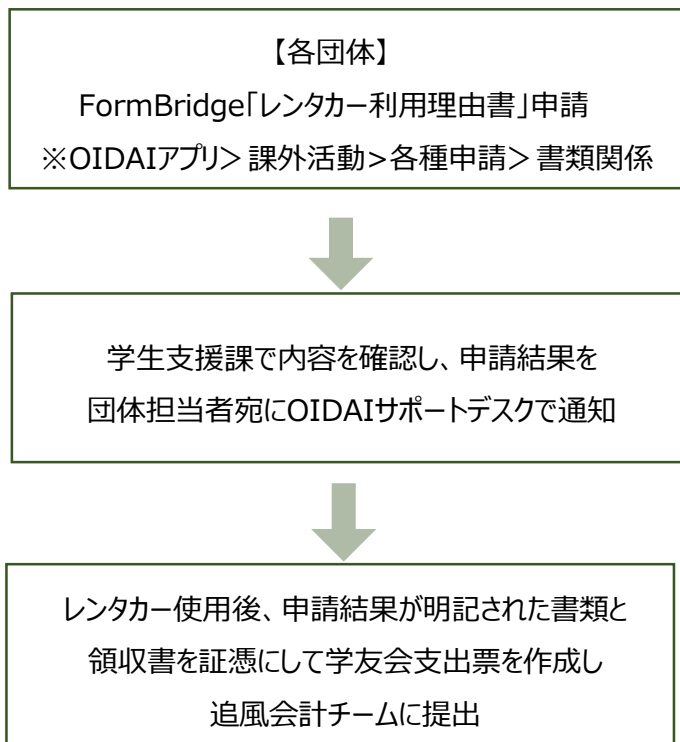 【各団体】
FormBridge「レンタカー利用理由書」申請
※OIDAIアプリ＞課外活動>各種申請＞書類関係
学生支援課で内容を確認し、申請結果を
団体担当者宛にOIDAIサポートデスクで通知
レンタカー使用後、申請結果が明記された書類と
領収書を証憑にして学友会支出票を作成し
追風会計チームに提出